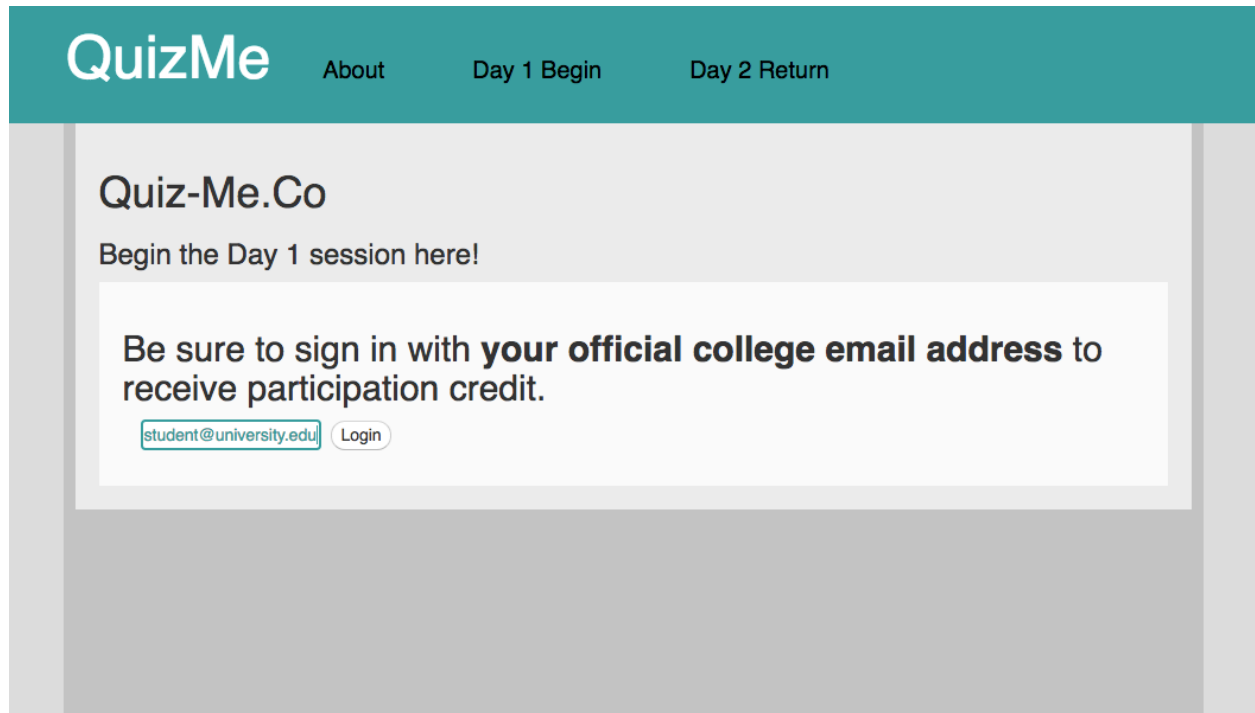 QuizMe About Day 1 Begin Day 2 Return
Quiz-Me.Co
Begin the Day 1 session here!
Be sure to sign in with your official college email address to
receive participation credit.
student@university.edu Login